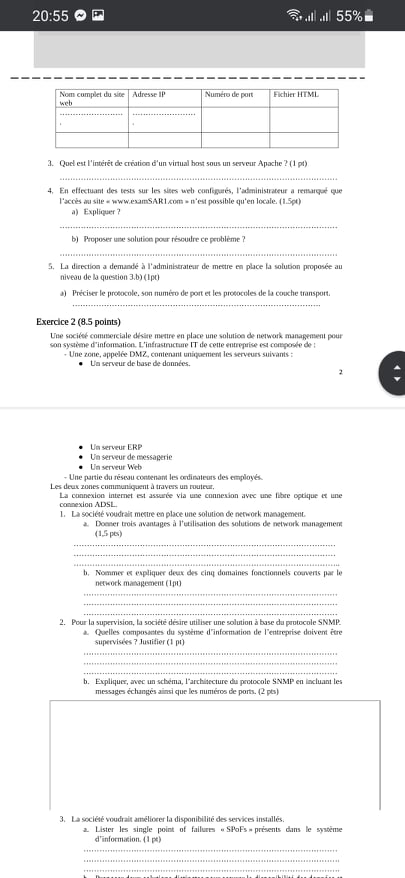 20:55 55%
Nom complet du site web Adresse IP Numéro de port Fichier HTML
........................ ........................
. .
3. Quel est l'intérêt de création d'un virtual host sous un serveur Apache ? (1 pt)
4. En effectuant des tests sur les sites web configurés, l'administrateur a remarqué que
l'accès au site « www.examSAR1.com » n'est possible qu'en locale. (1.5pt)
a) Expliquer ?
b) Proposer une solution pour résoudre ce problème ?
5. La direction a demandé à l'administrateur de mettre en place la solution proposée au
niveau de la question 3.b) (1pt)
a) Préciser le protocole, son numéro de port et les protocoles de la couche transport.
Exercice 2 (8.5 points)
Une société commerciale désire mettre en place une solution de network management pour
son système d'information. L'infrastructure IT de cette entreprise est composée de :
- Une zone, appelée DMZ, contenant uniquement les serveurs suivants :
● Un serveur de base de données.
2
● Un serveur ERP
● Un serveur de messagerie
● Un serveur Web
- Une partie du réseau contenant les ordinateurs des employés.
Les deux zones communiquent à travers un routeur.
La connexion internet est assurée via une connexion avec une fibre optique et une
connexion ADSL.
1. La société voudrait mettre en place une solution de network management.
a. Donner trois avantages à l'utilisation des solutions de network management
(1,5 pts)
b. Nommer et expliquer deux des cinq domaines fonctionnels couverts par le
network management (1pt)
2. Pour la supervision, la société désire utiliser une solution à base du protocole SNMP.
a. Quelles composantes du système d'information de l'entreprise doivent être
supervisées ? Justifier (1 pt)
b. Expliquer, avec un schéma, l'architecture du protocole SNMP en incluant les
messages échangés ainsi que les numéros de ports. (2 pts)
3. La société voudrait améliorer la disponibilité des services installés.
a. Lister les single point of failures « SPoFs » présents dans le système
d'information. (1 pt)